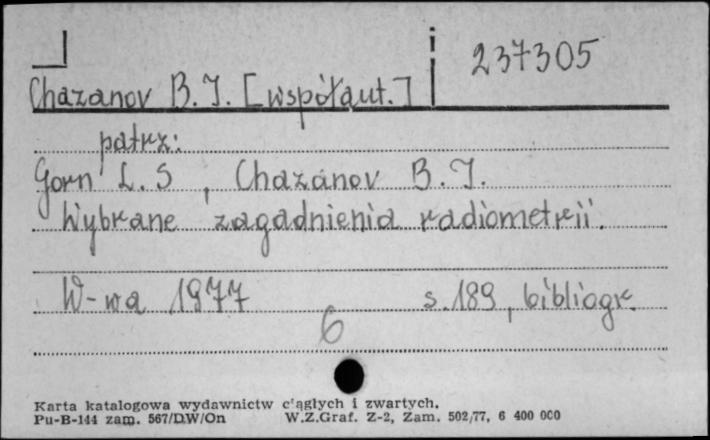 237305
Chazanov B.J. [współaut.]
patrz:
Gorn L. S , Chazanov B. J.
Wybrane zagadnienia radiometrii.
W-wa 1977 s. 189, bibliogr.
6
Karta katalogowa wydawnictw ciągłych i zwartych.
Pu-B-144 zam. 567/DW/On W.Z.Graf. Z-2, Zam. 502/77, 6 400 000